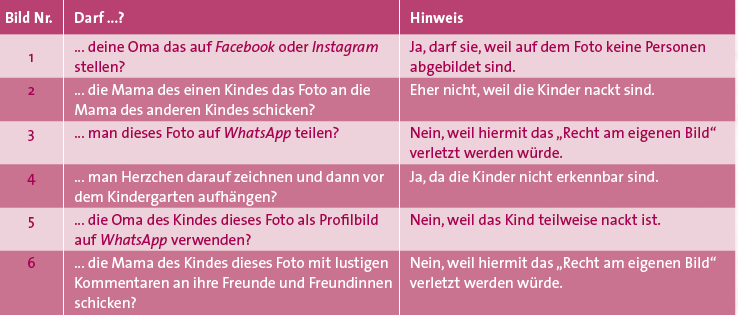 Bild Nr. Darf ...? Hinweis
1 ... deine Oma das auf Facebook oder Instagram Ja, darf sie, weil auf dem Foto keine Personen
stellen? abgebildet sind.
2 ... die Mama des einen Kindes das Foto an die Eher nicht, weil die Kinder nackt sind.
Mama des anderen Kindes schicken?
3 ... man dieses Foto auf WhatsApp teilen? Nein, weil hiermit das „Recht am eigenen Bild“
verletzt werden würde.
4 ... man Herzchen darauf zeichnen und dann vor Ja, da die Kinder nicht erkennbar sind.
dem Kindergarten aufhängen?
5 ... die Oma des Kindes dieses Foto als Profilbild Nein, weil das Kind teilweise nackt ist.
auf WhatsApp verwenden?
6 ... die Mama des Kindes dieses Foto mit lustigen Nein, weil hiermit das „Recht am eigenen Bild“
Kommentaren an ihre Freunde und Freundinnen verletzt werden würde.
schicken?